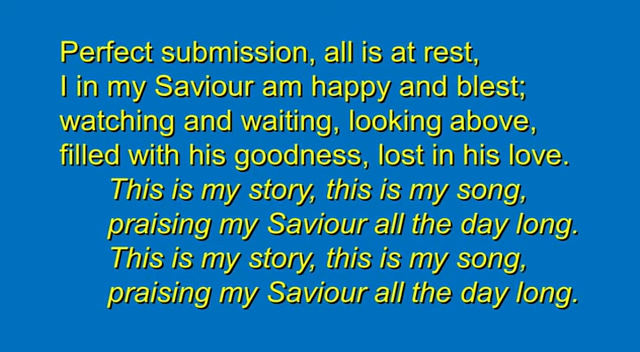 Perfect submission, all is at rest,
I in my Saviour am happy and blest;
watching and waiting, looking above,
filled with his goodness, lost in his love.
This is my story, this is my song,
praising my Saviour all the day long.
This is my story, this is my song,
praising my Saviour all the day long.